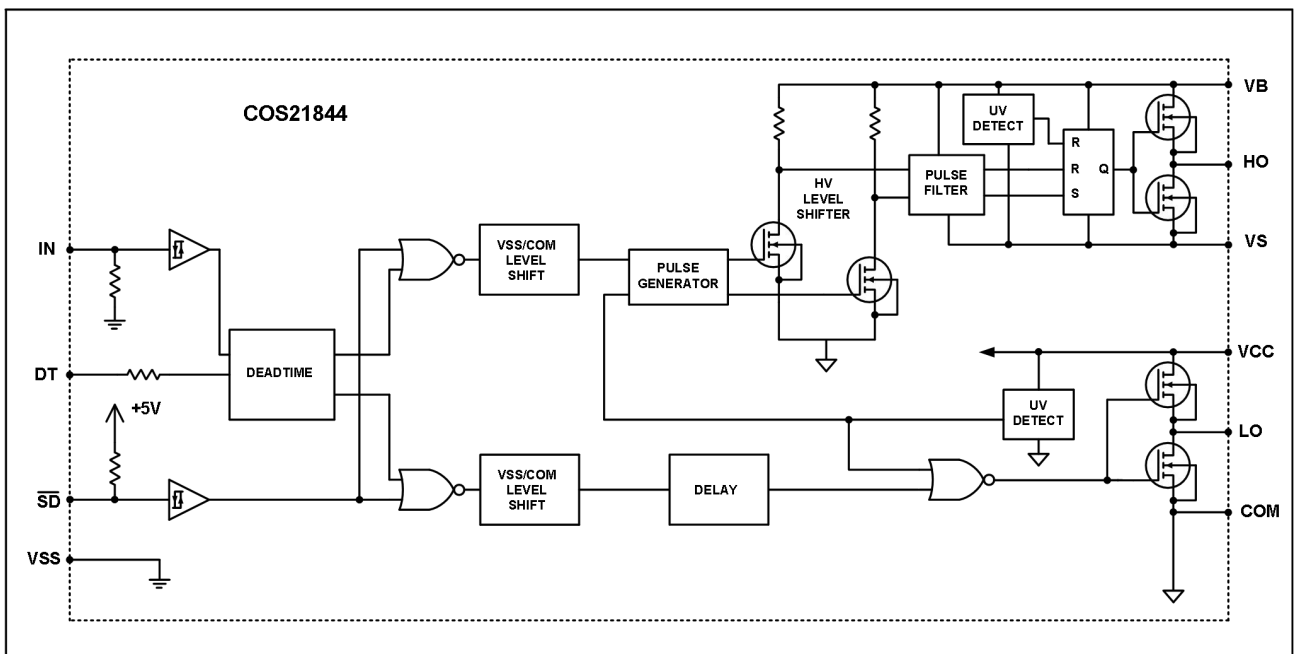 COS21844
VB
UV
DETECT
R
R
Q
S
HO
PULSE
FILTER
HV
LEVEL
SHIFTER
VS
IN
VSS/COM
LEVEL
SHIFT
PULSE
GENERATOR
DEADTIME
DT
+5V
VCC
UV
DETECT
LO
SD
VSS/COM
LEVEL
SHIFT
DELAY
COM
VSS